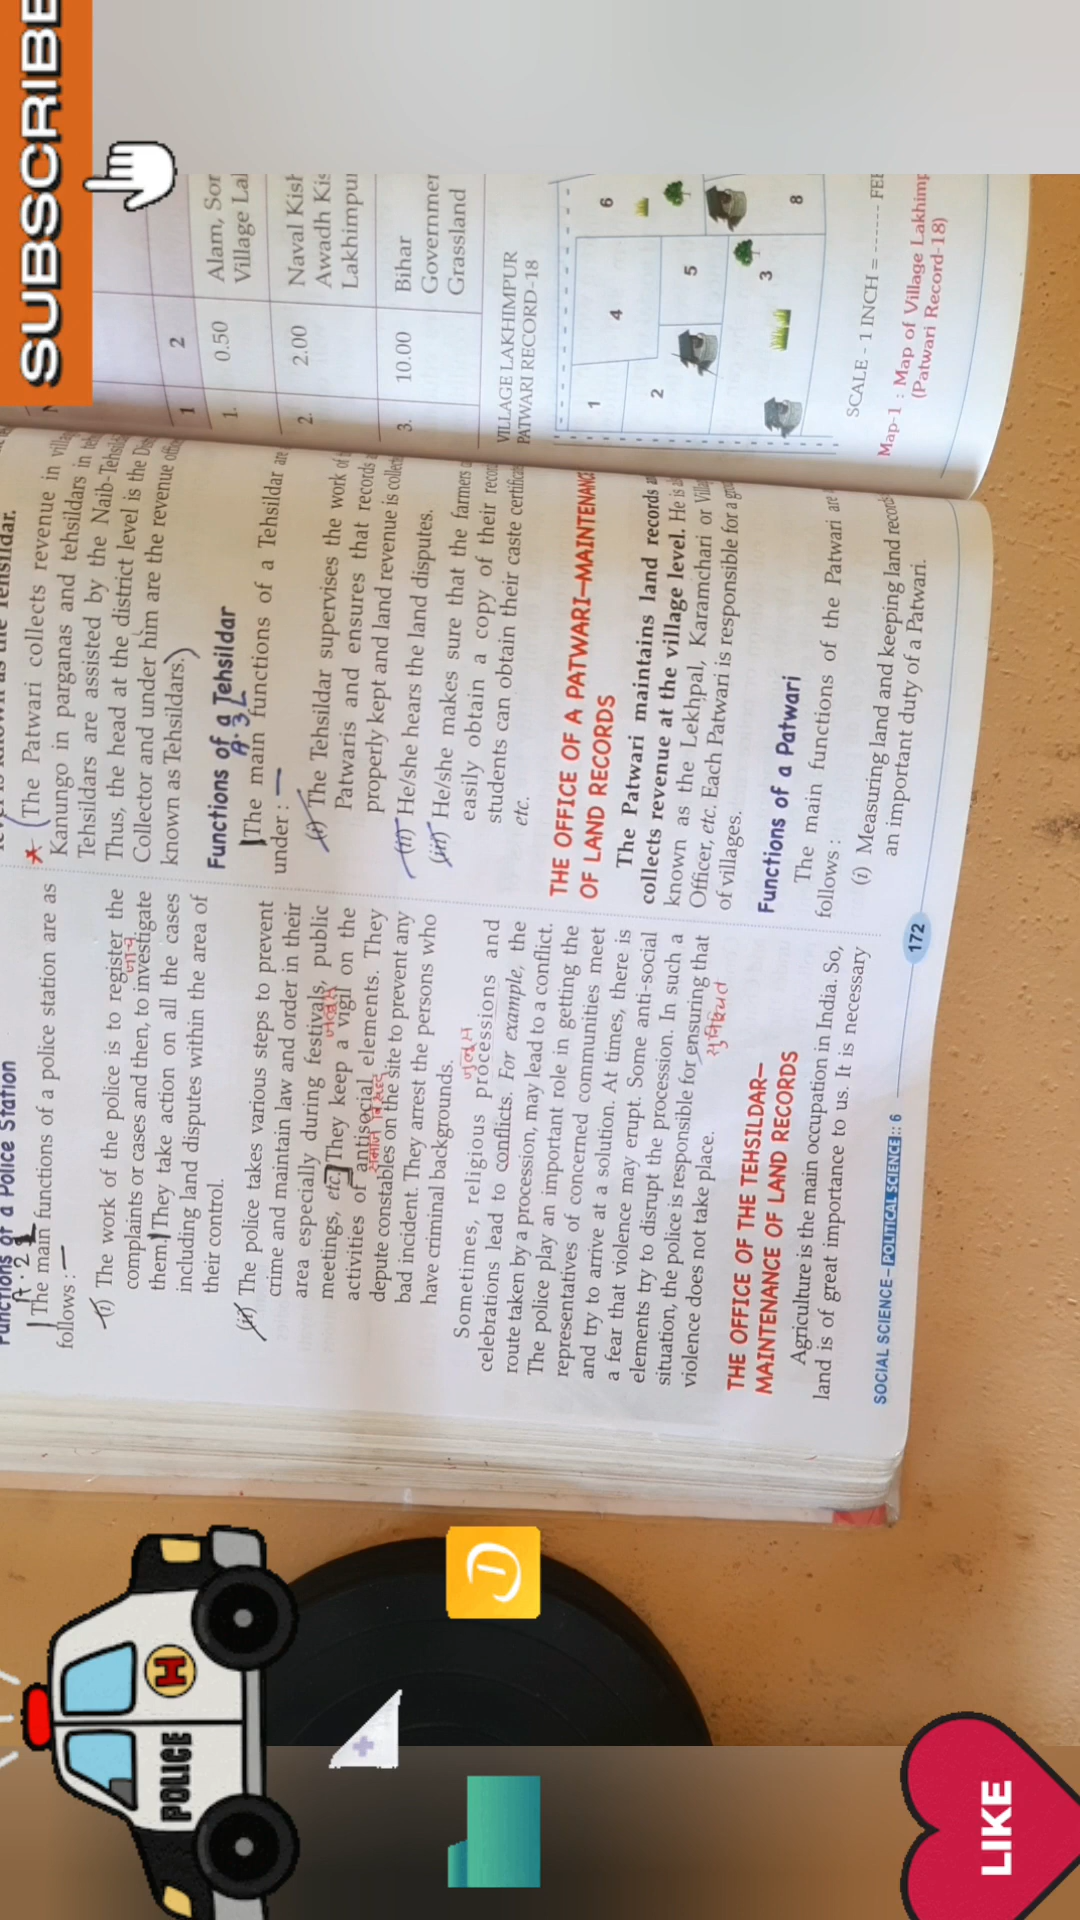 SUBSCRIBE
Functions of a Police Station
A·2
The main functions of a police station are as
follows :
(i) The work of the police is to register the
complaints or cases and then, to investigate
जाँच
them. They take action on all the cases
including land disputes within the area of
their control.
(ii) The police takes various steps to prevent
crime and maintain law and order in their
area especially during festivals, public
meetings, etc. They keep a vigil on the
activities of antisocial elements. They
depute constables on the site to prevent any
bad incident. They arrest the persons who
have criminal backgrounds.
जुलूस
Sometimes, religious processions and
celebrations lead to conflicts. For example, the
route taken by a procession, may lead to a conflict.
The police play an important role in getting the
representatives of concerned communities meet
and try to arrive at a solution. At times, there is
a fear that violence may erupt. Some anti-social
elements try to disrupt the procession. In such a
situation, the police is responsible for ensuring that
सुनिश्चित
violence does not take place.
THE OFFICE OF THE TEHSILDAR—
MAINTENANCE OF LAND RECORDS
Agriculture is the main occupation in India. So,
land is of great importance to us. It is necessary
Tehsildar.
The Patwari collects revenue in
Kanungo in parganas and tehsildars in
Tehsildars are assisted by the Naib-
Thus, the head at the district level is the
Collector and under him are the revenue
known as Tehsildars.)
Functions of a Tehsildar
A·3
The main functions of a Tehsildar are
under :
(i) The Tehsildar supervises the work of
Patwaris and ensures that records
properly kept and land revenue is
(ii) He/she hears the land disputes.
(iii) He/she makes sure that the farmers
easily obtain a copy of their
students can obtain their caste
etc.
THE OFFICE OF A PATWARI—MAINTENANCE
OF LAND RECORDS
The Patwari maintains land records
collects revenue at the village level. He is
known as the Lekhpal, Karamchari or
Officer, etc. Each Patwari is responsible for a
of villages.
Functions of a Patwari
The main functions of the Patwari are
follows :
(i) Measuring land and keeping land records
an important duty of a Patwari.
SOCIAL SCIENCE–POLITICAL SCIENCE:: 6
172
1 2
1. 0.50 Alam, Son
Village
2. 2.00 Naval
Awadh
Lakhimpur
3. 10.00 Bihar
Government
Grassland
VILLAGE LAKHIMPUR
PATWARI RECORD-18
1
2
3
4
5
6
8
SCALE - 1 INCH = ------
Map-1 : Map of Village
(Patwari Record-18)
POLICE
H
D
LIKE